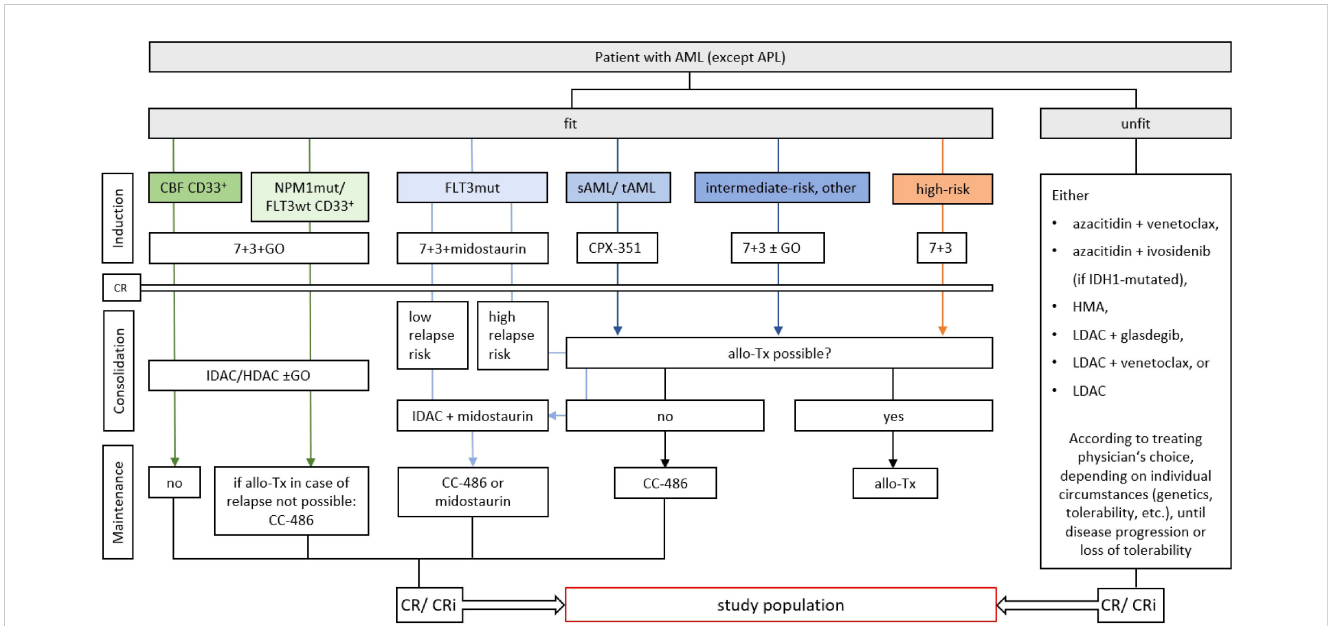 Patient with AML (except APL)
fit
unfit
Induction
CBF CD33⁺
NPM1mut/
FLT3wt CD33⁺
FLT3mut
sAML/ tAML
intermediate-risk, other
high-risk
7+3+GO
7+3+midostaurin
CPX-351
7+3 ± GO
7+3
CR
Consolidation
low
relapse
risk
high
relapse
risk
allo-Tx possible?
IDAC/HDAC ±GO
IDAC + midostaurin
no
yes
Maintenance
no
if allo-Tx in case of
relapse not possible:
CC-486
CC-486 or
midostaurin
CC-486
allo-Tx
Either
• azacitidin + venetoclax,
• azacitidin + ivosidenib
(if IDH1-mutated),
• HMA,
• LDAC + glasdegib,
• LDAC + venetoclax, or
• LDAC
According to treating
physician‘s choice,
depending on individual
circumstances (genetics,
tolerability, etc.), until
disease progression or
loss of tolerability
CR/ CRi
study population
CR/ CRi